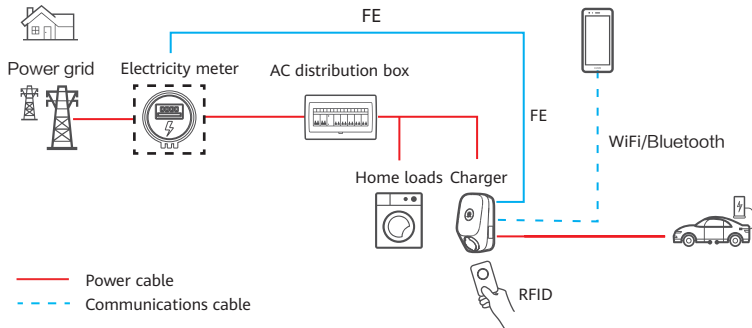 FE
Power grid
Electricity meter
AC distribution box
FE
WiFi/Bluetooth
Home loads
Charger
RFID
Power cable
Communications cable